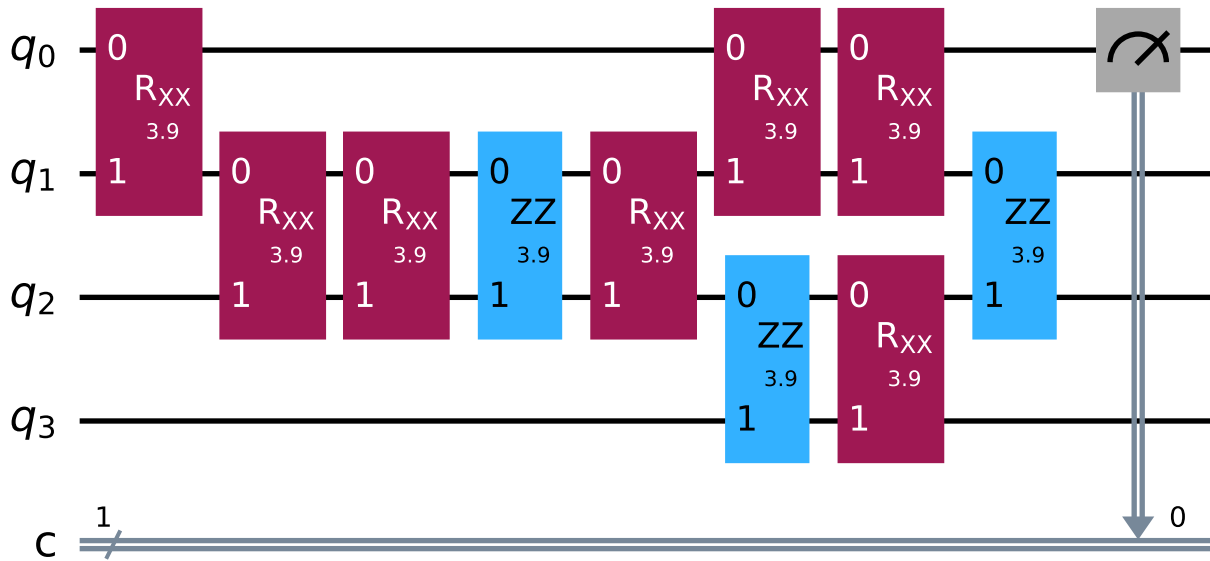 q0 0 0 0
RXX RXX RXX
3.9 3.9 3.9
q1 1 0 0 0 0 1 1 0
RXX RXX ZZ RXX ZZ
3.9 3.9 3.9 3.9 3.9
q2 1 1 1 1 0 0 1
ZZ RXX
3.9 3.9
q3 1 1
1 0
c